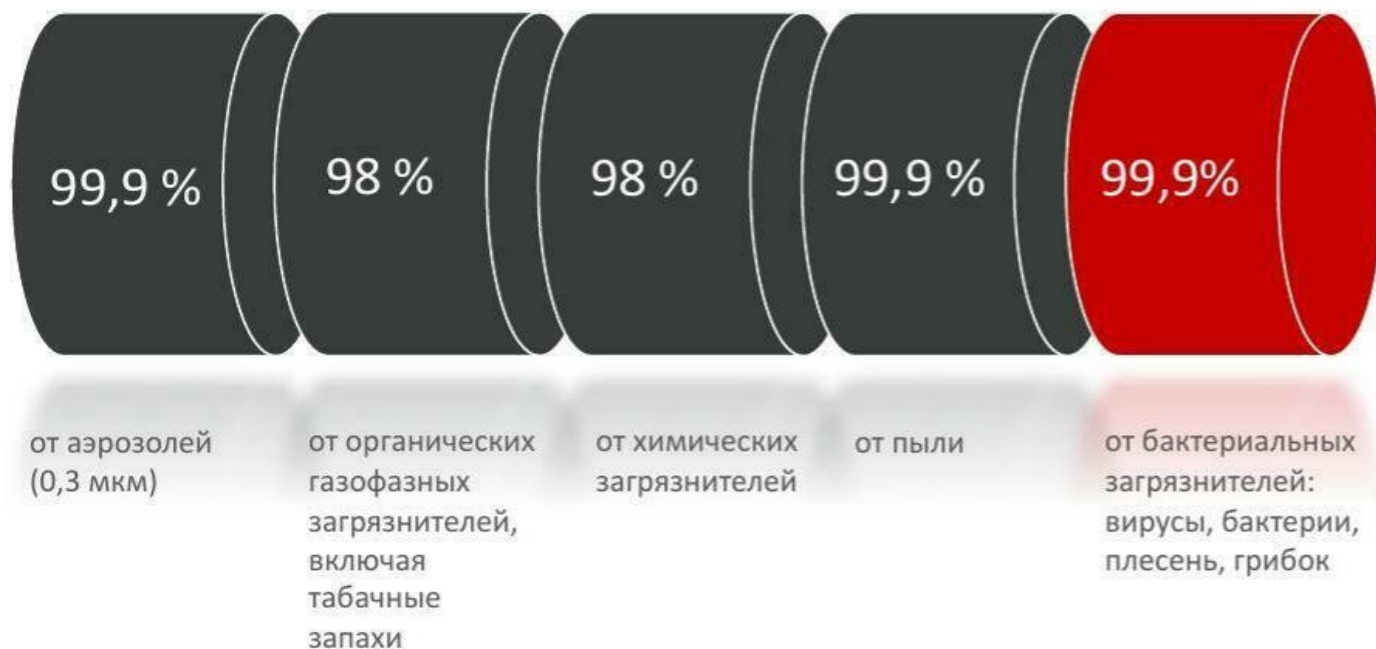 99,9 %
98 %
98 %
99,9 %
99,9%
от аэрозолей
(0,3 мкм)
от органических
газофазных
загрязнителей,
включая
табачные
запахи
от химических
загрязнителей
от пыли
от бактериальных
загрязнителей:
вирусы, бактерии,
плесень, грибок